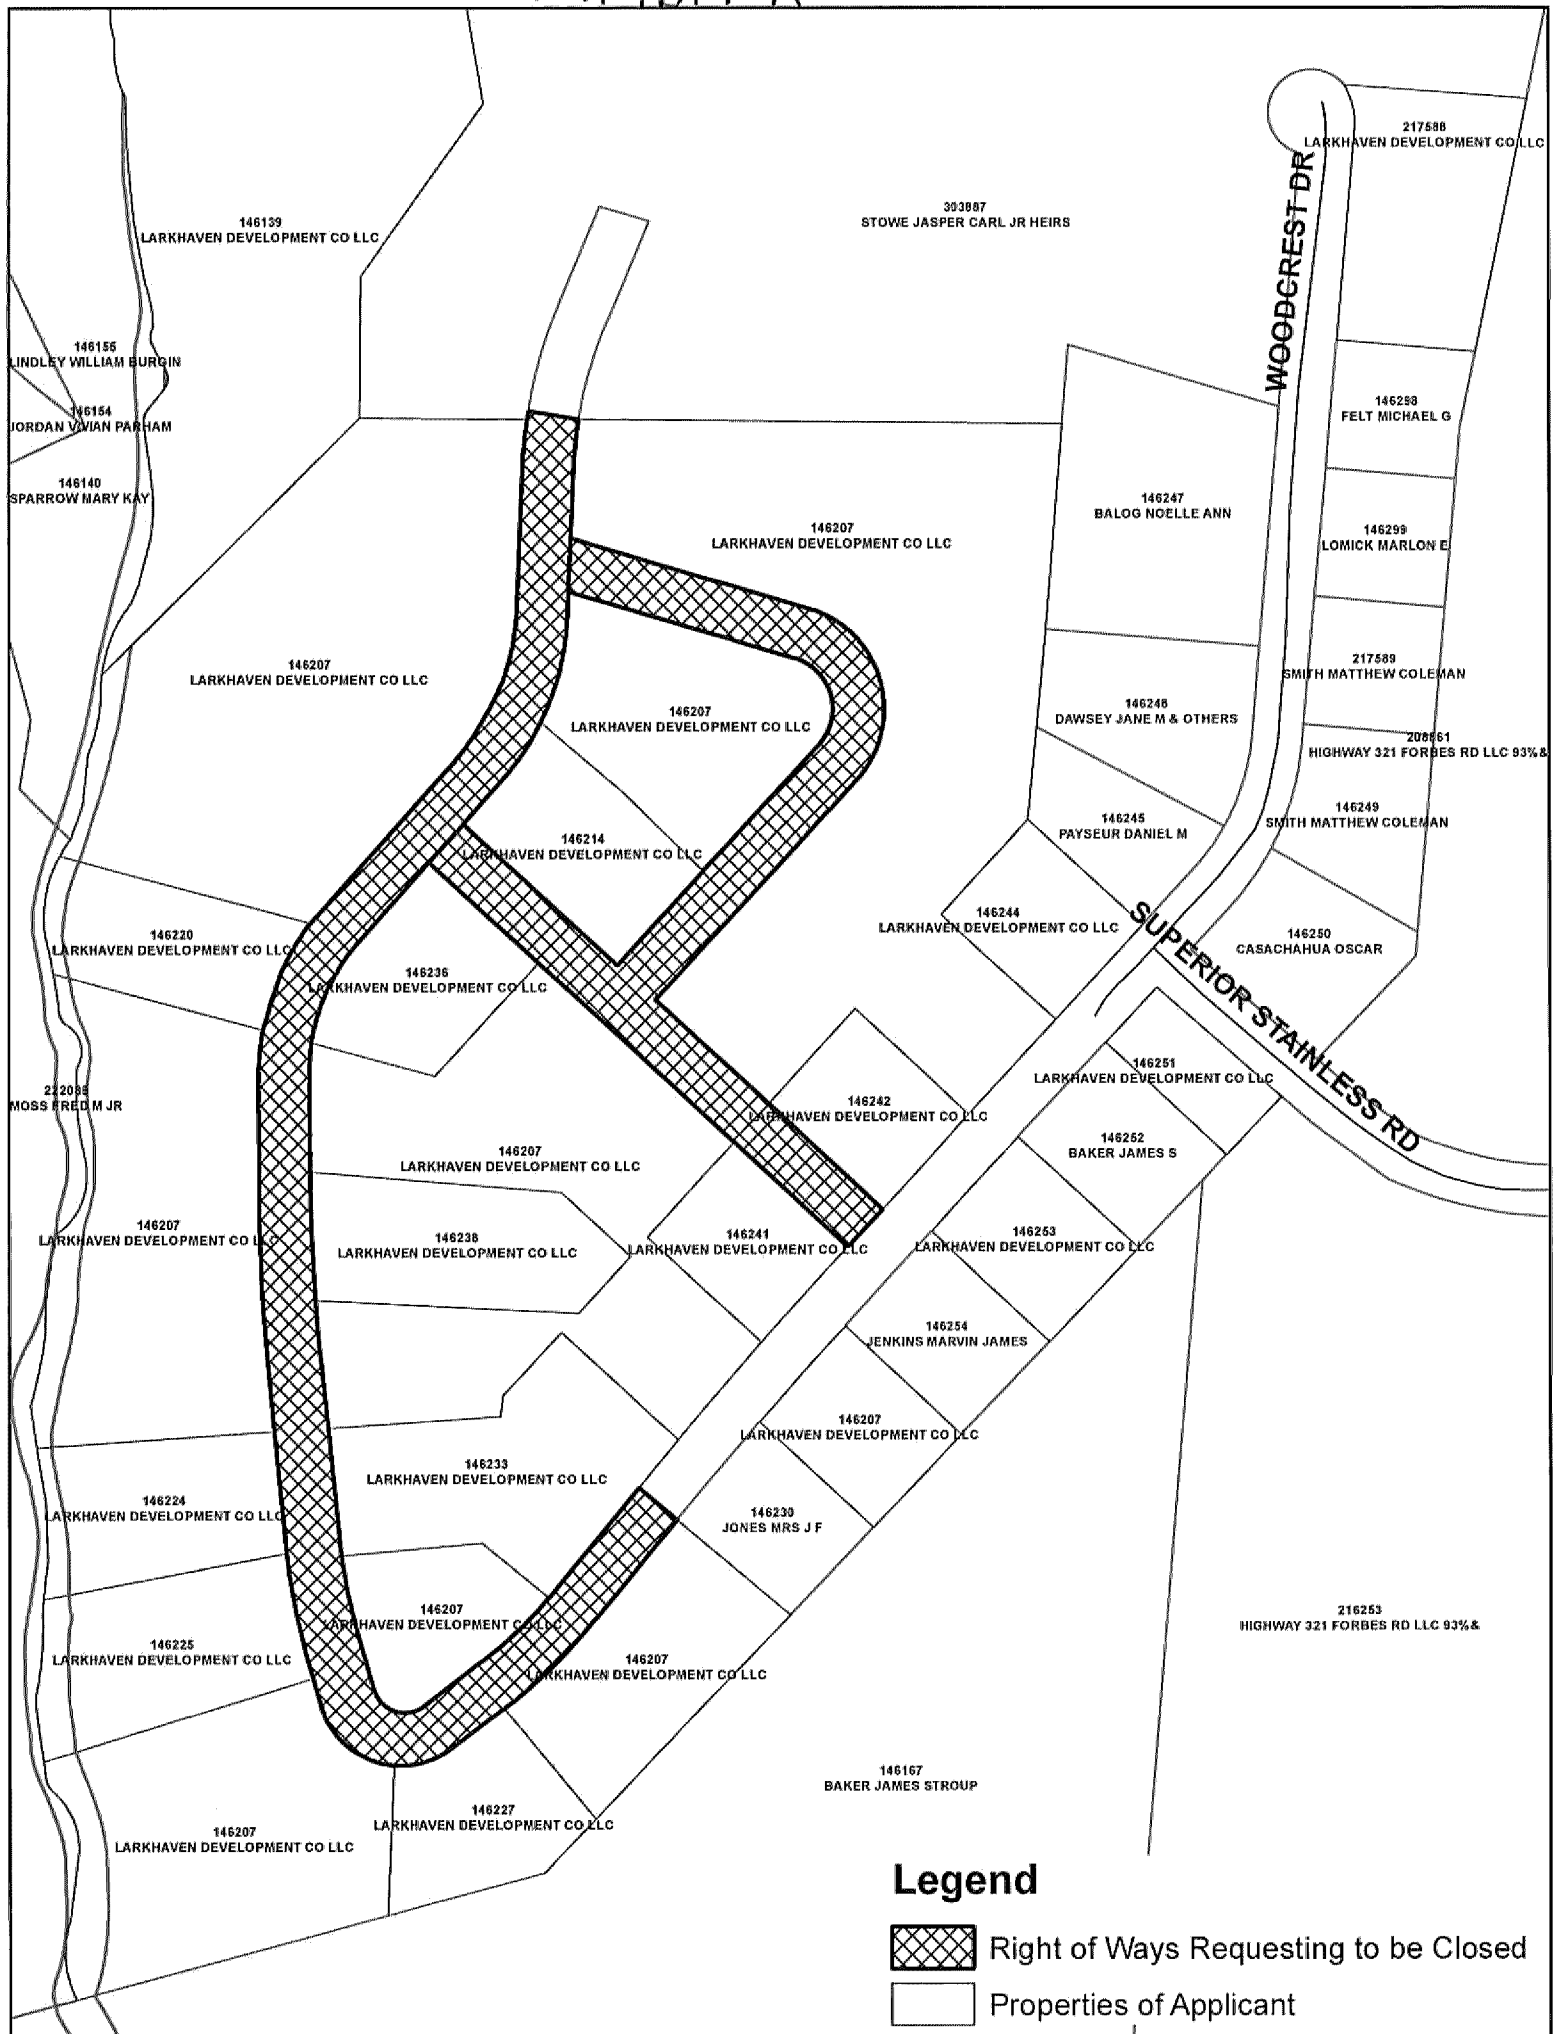 217588
LARKHAVEN DEVELOPMENT CO LLC
WOODCREST DR
303887
STOWE JASPER CARL JR HEIRS
146139
LARKHAVEN DEVELOPMENT CO LLC
146155
LINDLEY WILLIAM BURGIN
146154
JORDAN VIVIAN PARHAM
146140
SPARROW MARY KAY
146298
FELT MICHAEL G
146247
BALOG NOELLE ANN
146207
LARKHAVEN DEVELOPMENT CO LLC
146299
LOMICK MARLON E
146207
LARKHAVEN DEVELOPMENT CO LLC
217589
SMITH MATTHEW COLEMAN
146207
LARKHAVEN DEVELOPMENT CO LLC
146246
DAWSEY JANE M & OTHERS
208861
HIGHWAY 321 FORBES RD LLC 93%&
146245
PAYSEUR DANIEL M
146249
SMITH MATTHEW COLEMAN
146214
LARKHAVEN DEVELOPMENT CO LLC
146244
LARKHAVEN DEVELOPMENT CO LLC
SUPERIOR STAINLESS RD
146250
CASACHAHUA OSCAR
146220
LARKHAVEN DEVELOPMENT CO LLC
146236
LARKHAVEN DEVELOPMENT CO LLC
146251
LARKHAVEN DEVELOPMENT CO LLC
MOSS FRED M JR
146242
LARKHAVEN DEVELOPMENT CO LLC
146252
BAKER JAMES S
146207
LARKHAVEN DEVELOPMENT CO LLC
146207
LARKHAVEN DEVELOPMENT CO LLC
146238
LARKHAVEN DEVELOPMENT CO LLC
146241
LARKHAVEN DEVELOPMENT CO LLC
146253
LARKHAVEN DEVELOPMENT CO LLC
146254
JENKINS MARVIN JAMES
146207
LARKHAVEN DEVELOPMENT CO LLC
146233
LARKHAVEN DEVELOPMENT CO LLC
146224
LARKHAVEN DEVELOPMENT CO LLC
146230
JONES MRS J F
146207
LARKHAVEN DEVELOPMENT CO LLC
216253
HIGHWAY 321 FORBES RD LLC 93%&
146225
LARKHAVEN DEVELOPMENT CO LLC
146207
LARKHAVEN DEVELOPMENT CO LLC
146167
BAKER JAMES STROUP
146227
LARKHAVEN DEVELOPMENT CO LLC
146207
LARKHAVEN DEVELOPMENT CO LLC
Legend
Right of Ways Requesting to be Closed
Properties of Applicant